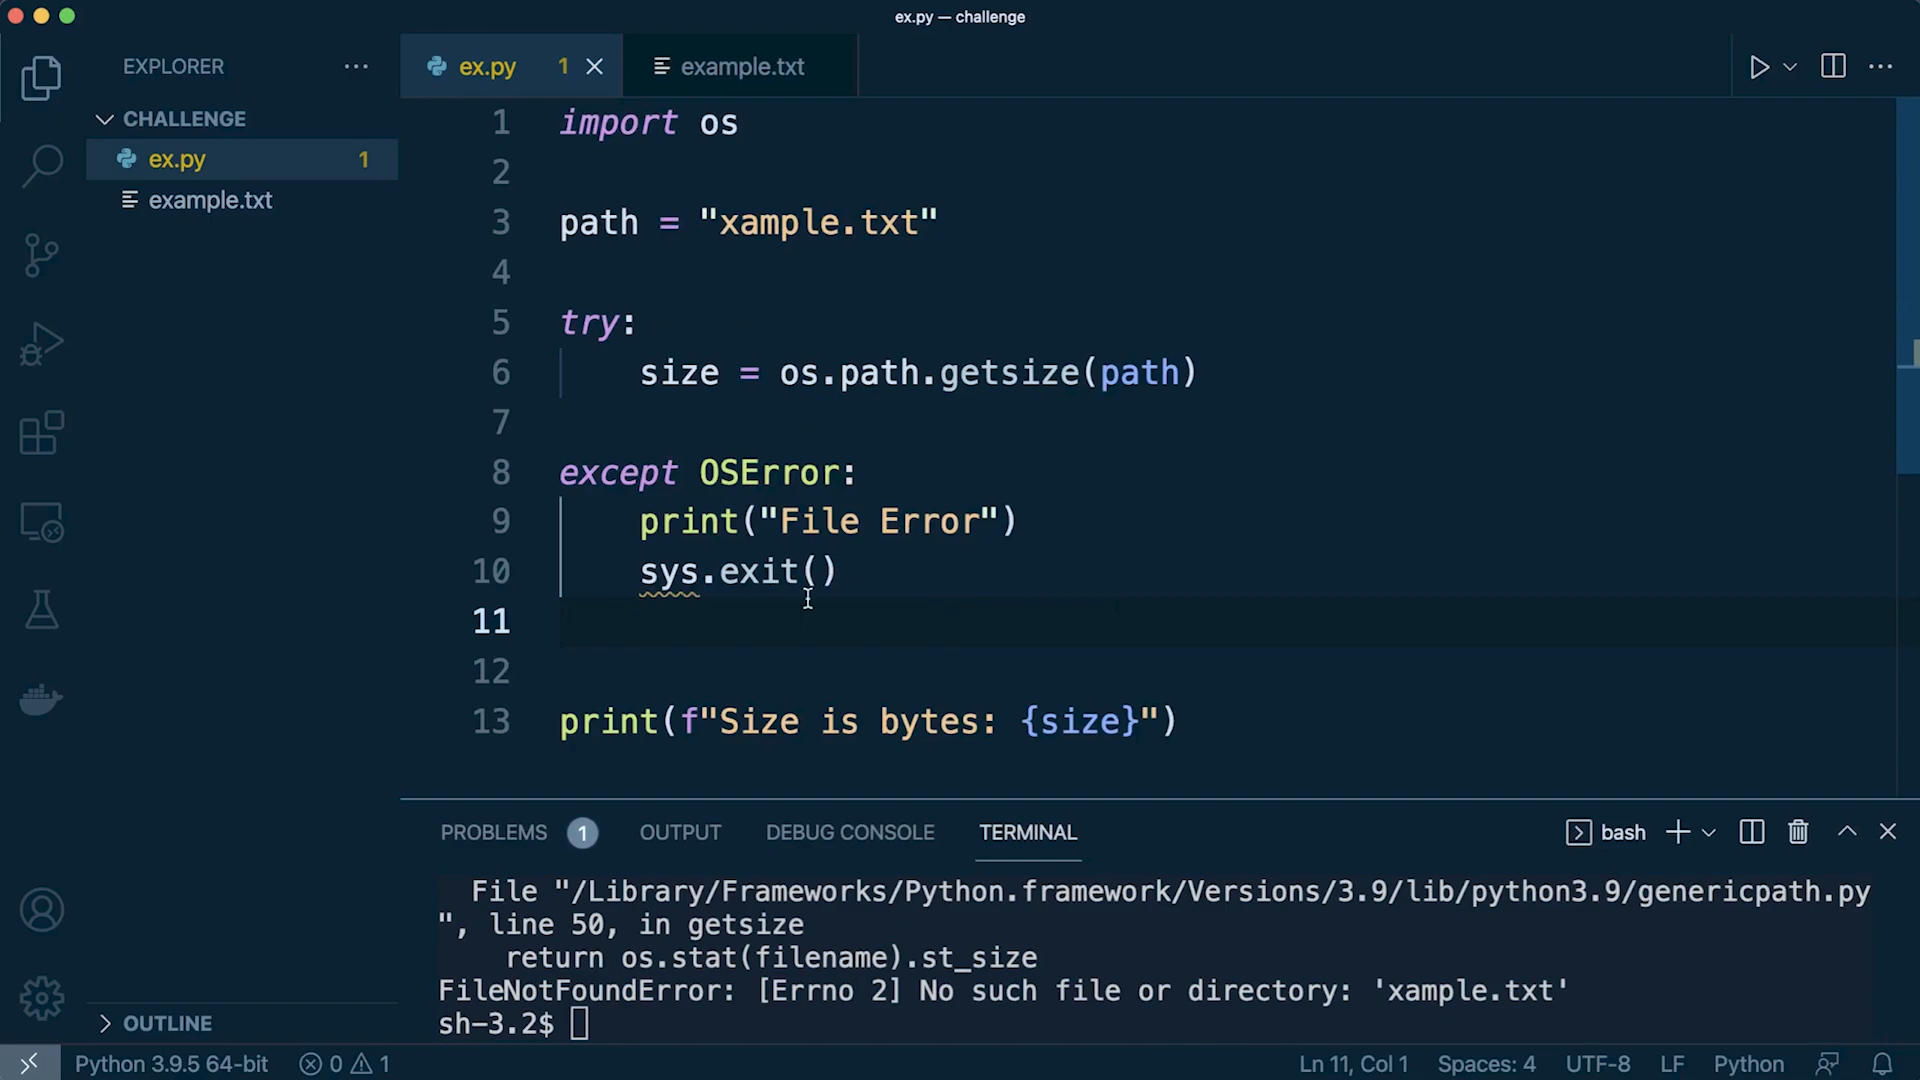 ex.py — challenge
EXPLORER
CHALLENGE
ex.py 1
example.txt
OUTLINE
ex.py 1
example.txt
1 import os
2
3 path = "xample.txt"
4
5 try:
6 size = os.path.getsize(path)
7
8 except OSError:
9 print("File Error")
10 sys.exit()
11
12
13 print(f"Size is bytes: {size}")
PROBLEMS 1 OUTPUT DEBUG CONSOLE TERMINAL bash
File "/Library/Frameworks/Python.framework/Versions/3.9/lib/python3.9/genericpath.py
", line 50, in getsize
return os.stat(filename).st_size
FileNotFoundError: [Errno 2] No such file or directory: 'xample.txt'
sh-3.2$
Python 3.9.5 64-bit 0 1 Ln 11, Col 1 Spaces: 4 UTF-8 LF Python